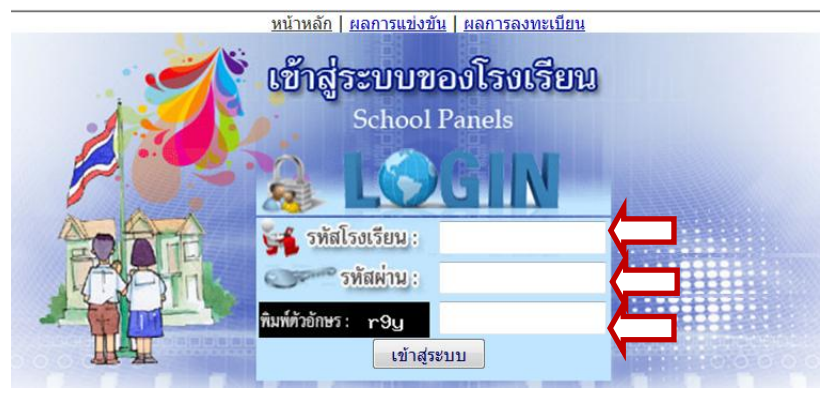 หน้าหลัก | ผลการแข่งขัน | ผลการลงทะเบียน
เข้าสู่ระบบของโรงเรียน
School Panels
LOGIN
รหัสโรงเรียน :
รหัสผ่าน :
พิมพ์ตัวอักษร : r9y
เข้าสู่ระบบ